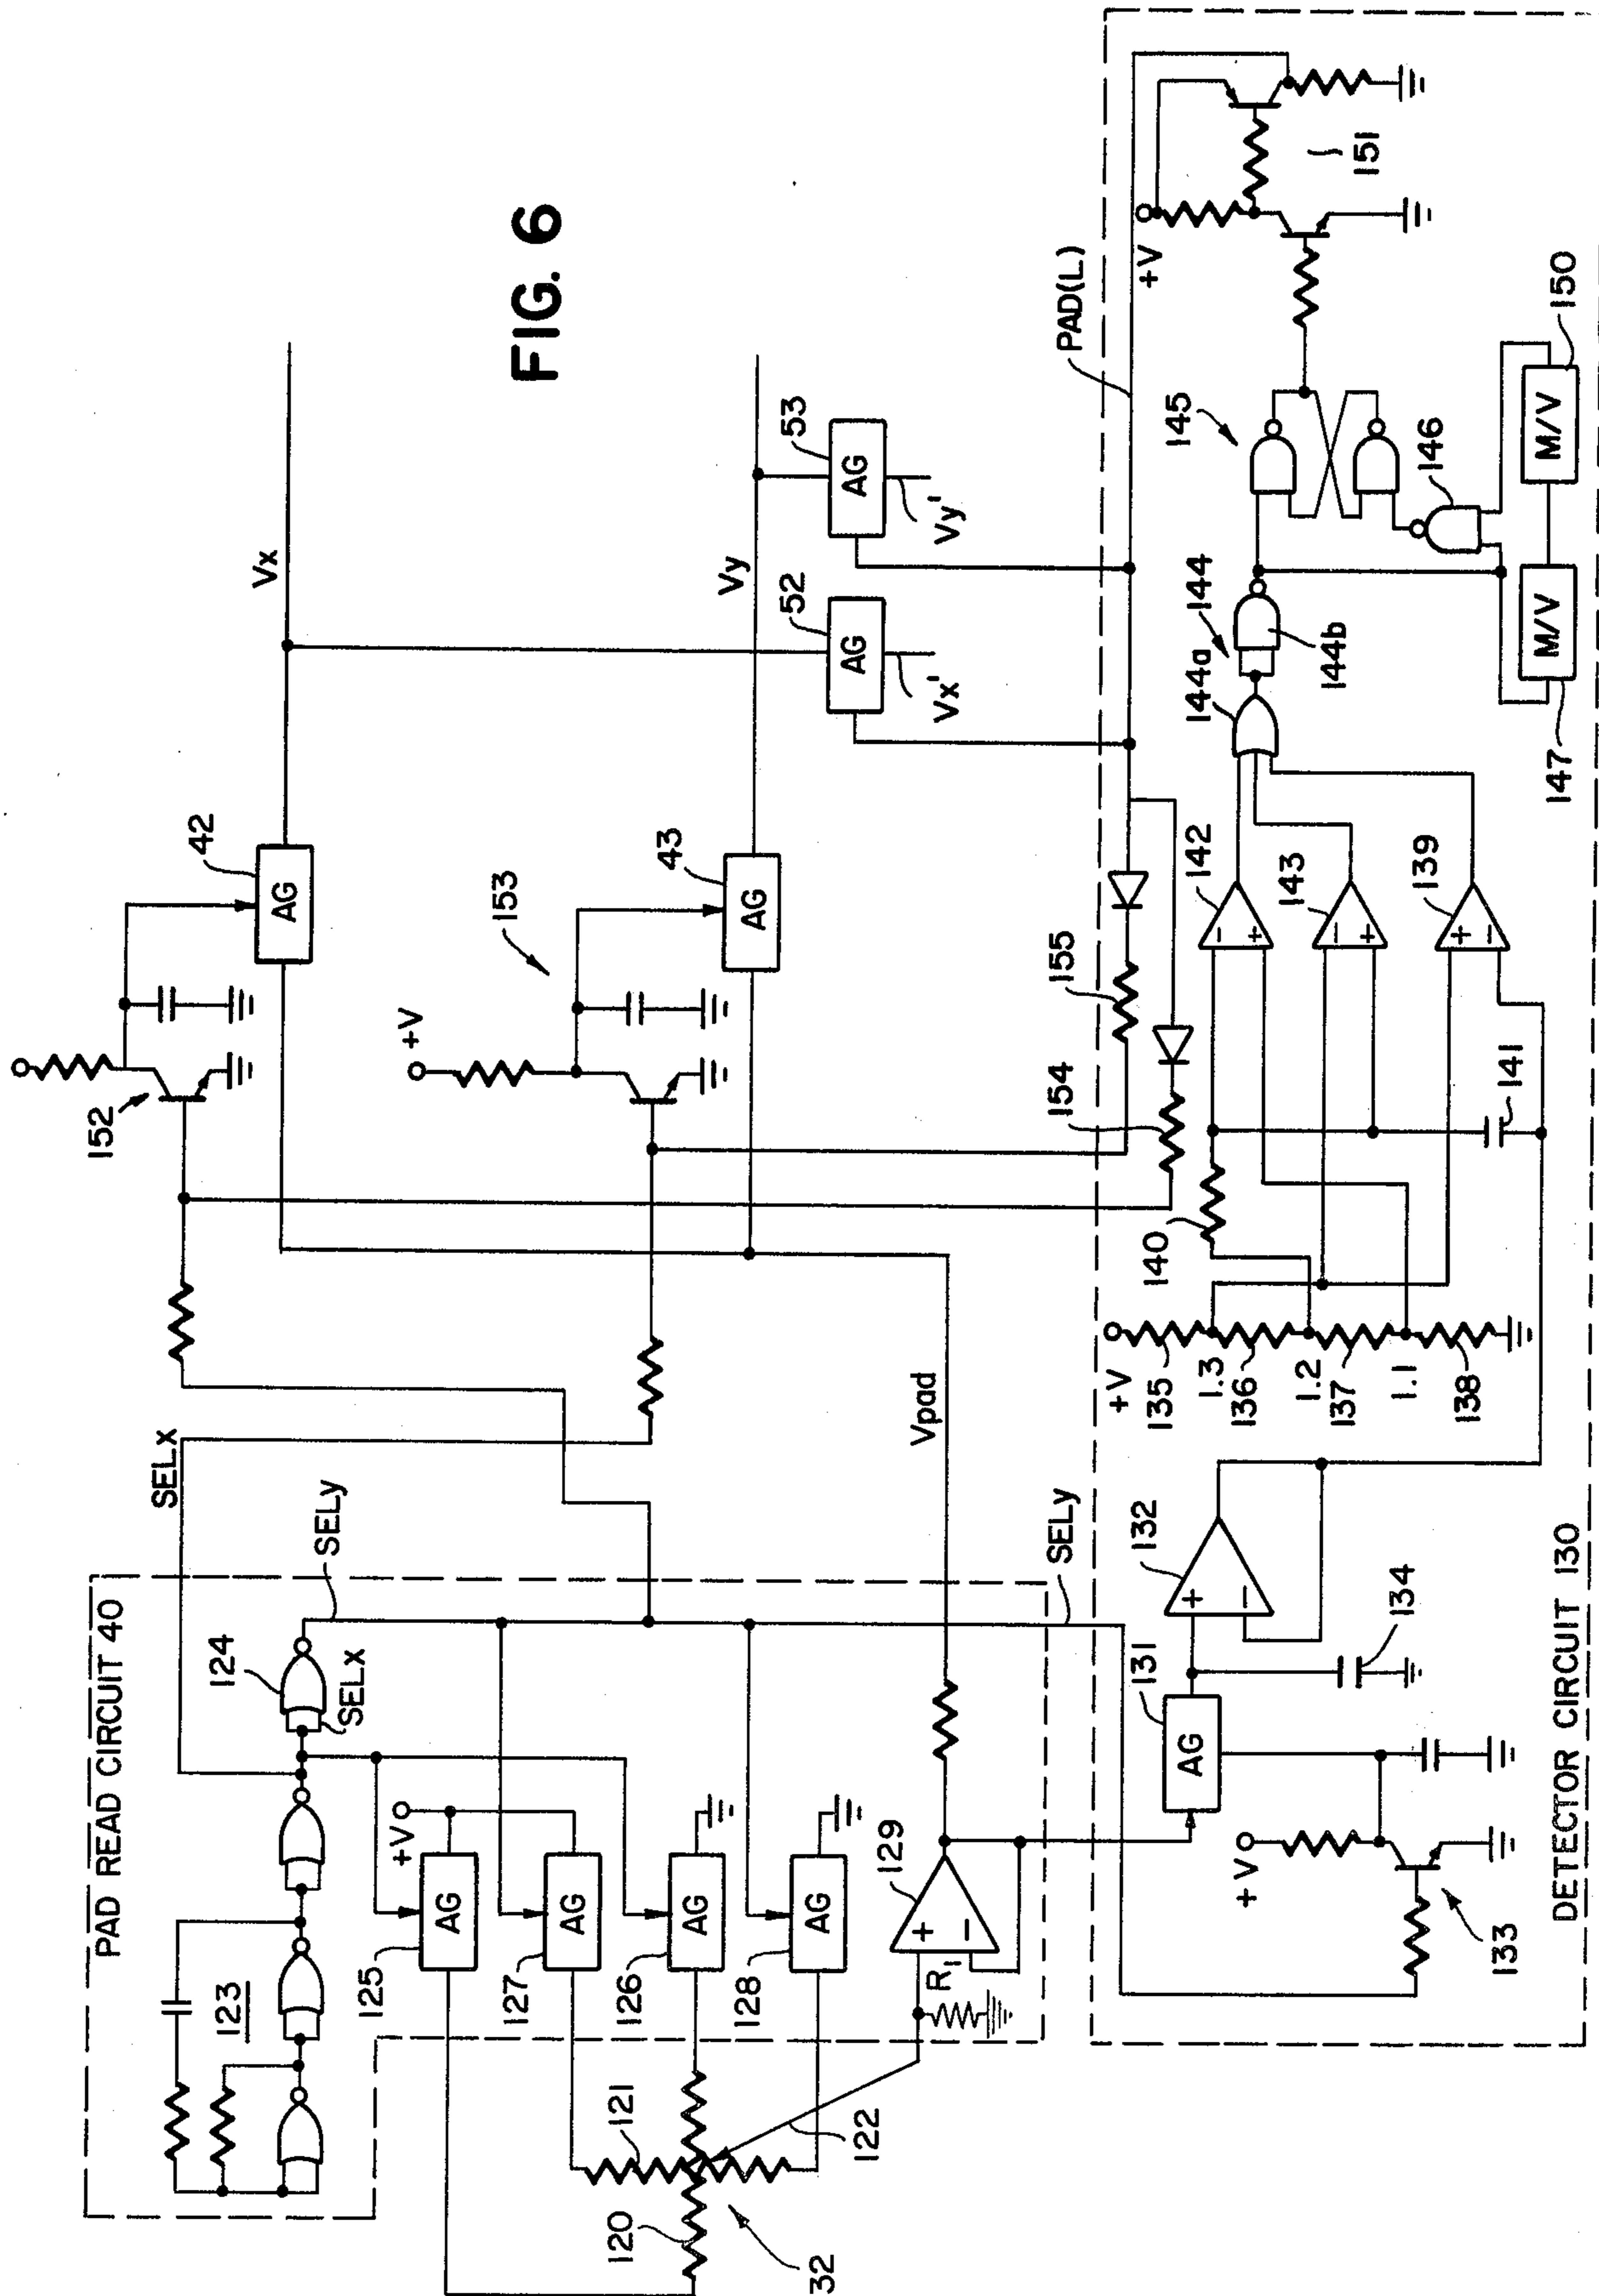 FIG. 6
PAD READ CIRCUIT 40
123
124
SELx
SELx
SELy
125
+V
AG
127
AG
126
AG
128
AG
129
+
−
R1
120
121
122
32
Vpad
SELy
152
42
AG
Vx
153
+V
43
AG
Vy
52
AG
Vx'
53
AG
Vy'
PAD(L)
154
155
DETECTOR CIRCUIT 130
131
AG
132
+
−
133
+V
134
+V
135
1.3
136
1.2
137
1.1
138
140
141
142
−
+
143
−
+
139
+
−
144a
144
144b
145
146
147
M/V
M/V
150
+V
151